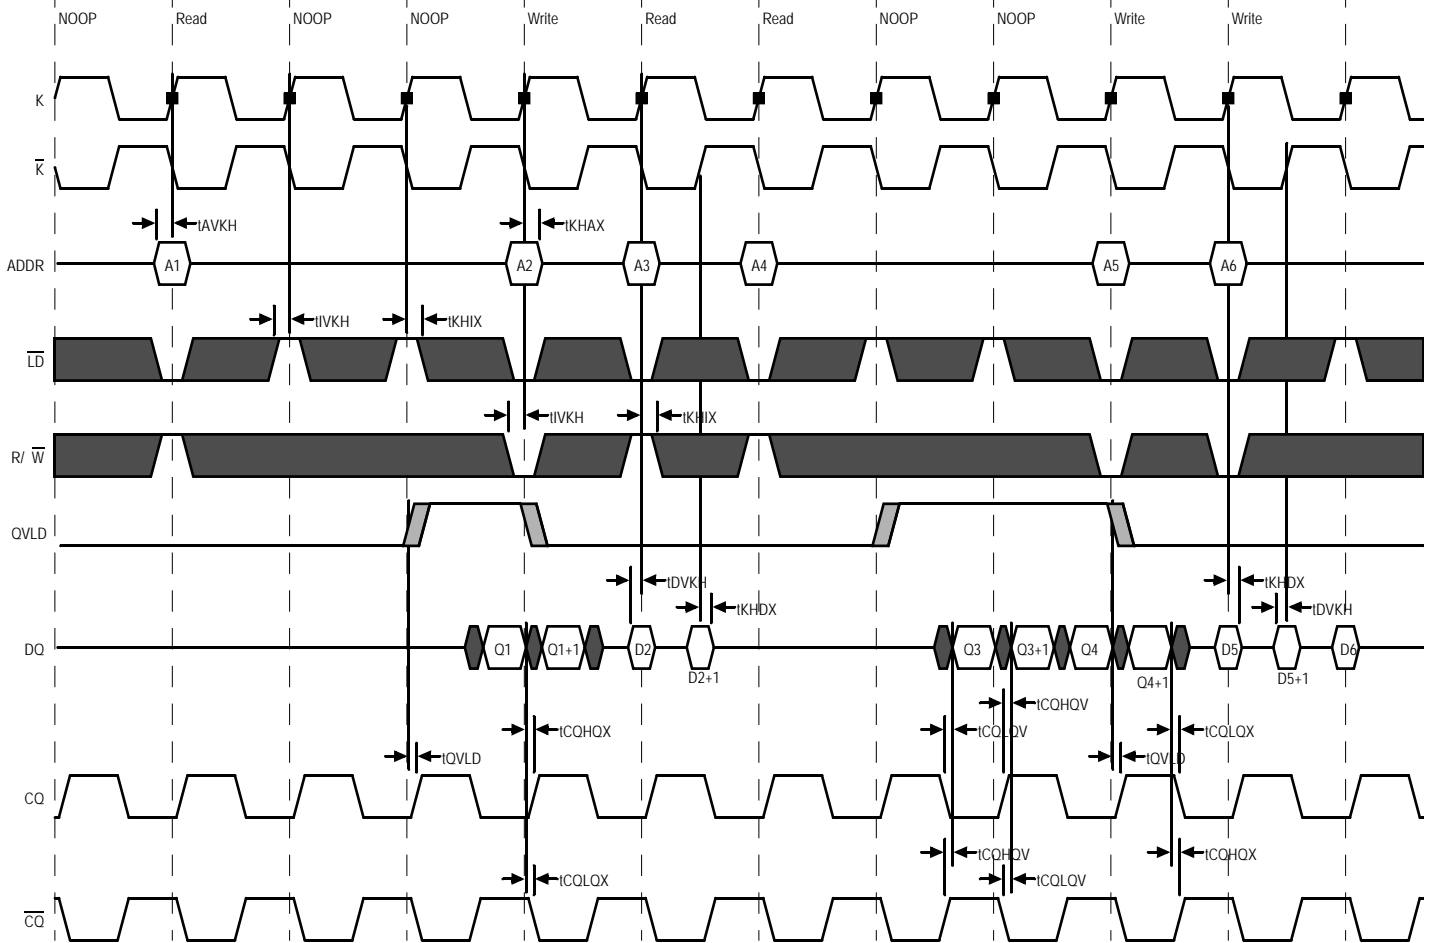 NOOP Read NOOP NOOP Write Read Read NOOP NOOP Write Write
K
K̅
tAVKH tKHAX
ADDR A1 A2 A3 A4 A5 A6
tIVKH tKHIX
L̅D̅
tIVKH tKHIX
R/ W̅
QVLD
tDVKH tKHDX
tKHDX tDVKH
DQ Q1 Q1+1 D2 Q3 Q3+1 Q4 D5 D6
D2+1 Q4+1 D5+1
tCQHQV
tCQHQX tCQLQV tCQLQX
tQVLD tQVLD
CQ
tCQHQV tCQHQX
tCQLQX tCQLQV
C̅Q̅